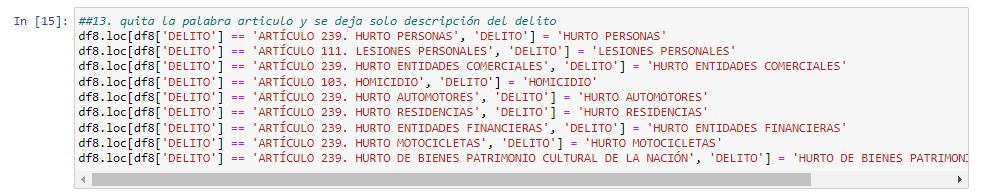 In [15]: ##13. quita la palabra articulo y se deja solo descripción del delito
df8.loc[df8['DELITO'] == 'ARTÍCULO 239. HURTO PERSONAS', 'DELITO'] = 'HURTO PERSONAS'
df8.loc[df8['DELITO'] == 'ARTÍCULO 111. LESIONES PERSONALES', 'DELITO'] = 'LESIONES PERSONALES'
df8.loc[df8['DELITO'] == 'ARTÍCULO 239. HURTO ENTIDADES COMERCIALES', 'DELITO'] = 'HURTO ENTIDADES COMERCIALES'
df8.loc[df8['DELITO'] == 'ARTÍCULO 103. HOMICIDIO', 'DELITO'] = 'HOMICIDIO'
df8.loc[df8['DELITO'] == 'ARTÍCULO 239. HURTO AUTOMOTORES', 'DELITO'] = 'HURTO AUTOMOTORES'
df8.loc[df8['DELITO'] == 'ARTÍCULO 239. HURTO RESIDENCIAS', 'DELITO'] = 'HURTO RESIDENCIAS'
df8.loc[df8['DELITO'] == 'ARTÍCULO 239. HURTO ENTIDADES FINANCIERAS', 'DELITO'] = 'HURTO ENTIDADES FINANCIERAS'
df8.loc[df8['DELITO'] == 'ARTÍCULO 239. HURTO MOTOCICLETAS', 'DELITO'] = 'HURTO MOTOCICLETAS'
df8.loc[df8['DELITO'] == 'ARTÍCULO 239. HURTO DE BIENES PATRIMONIO CULTURAL DE LA NACIÓN', 'DELITO'] = 'HURTO DE BIENES PATRIMONI